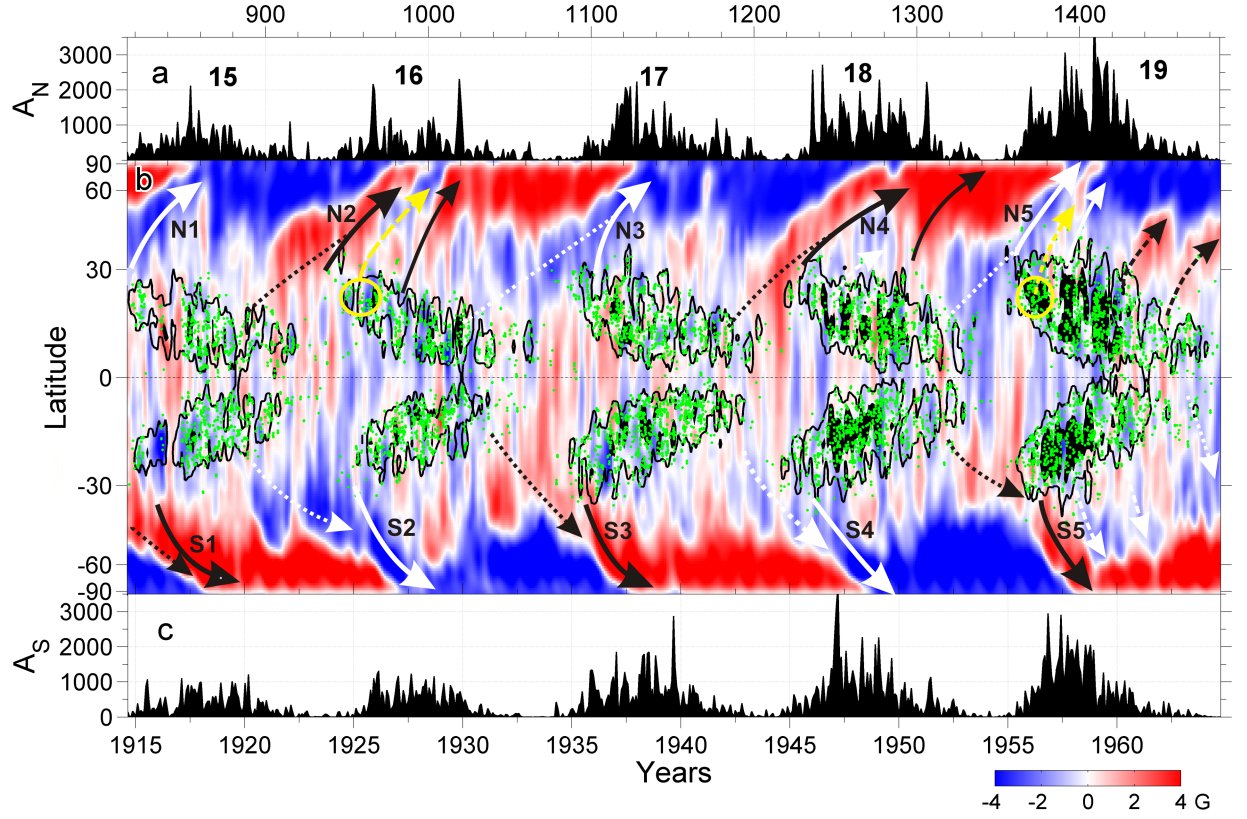 900 1000 1100 1200 1300 1400
A_N
3000
2000
1000
a 15 16 17 18 19
Latitude
90
60
30
0
-30
-60
-90
b
N1 N2 N3 N4 N5
S1 S2 S3 S4 S5
A_S
3000
2000
1000
0
c
1915 1920 1925 1930 1935 1940 1945 1950 1955 1960
Years
-4 -2 0 2 4 G